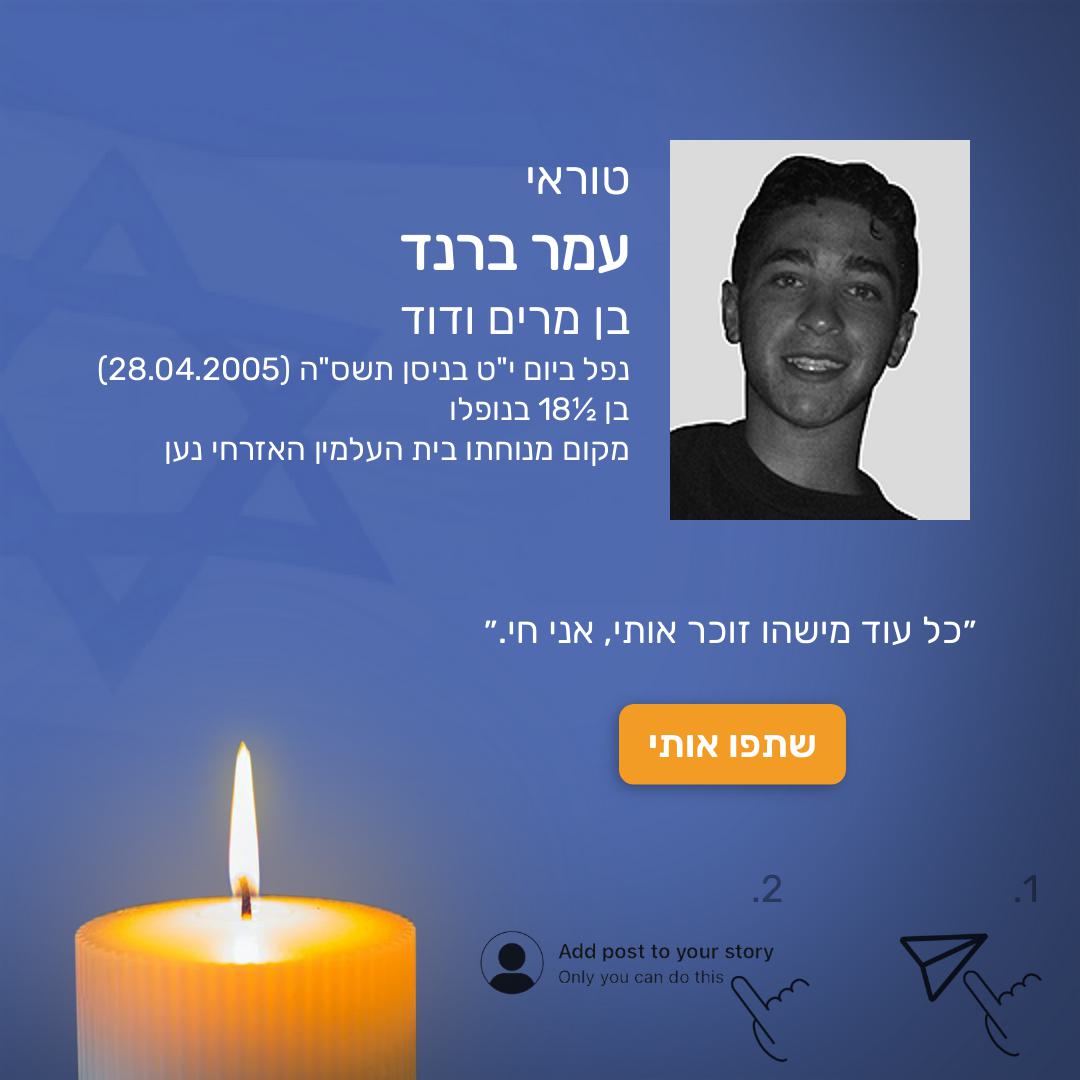 טוראי
עמר ברנד
בן מרים ודוד
נפל ביום י"ט בניסן תשס"ה (28.04.2005)
בן 18½ בנופלו
מקום מנוחתו בית העלמין האזרחי נען
”כל עוד מישהו זוכר אותי, אני חי.”
שתפו אותי
1.
2.
Add post to your story
Only you can do this